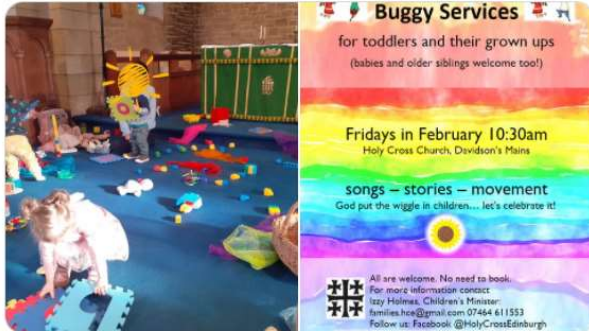 Buggy Services
for toddlers and their grown ups
(babies and older siblings welcome too!)
Fridays in February 10:30am
Holy Cross Church, Davidson's Mains
songs – stories – movement
God put the wiggle in children... let's celebrate it!
All are welcome. No need to book.
For more information contact
Izzy Holmes, Children's Minister:
families.hce@gmail.com 07464 611553
Follow us: Facebook @HolyCrossEdinburgh